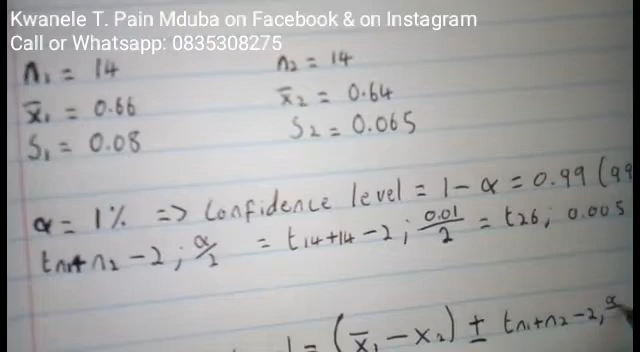 Kwanele T. Pain Mduba on Facebook & on Instagram
Call or Whatsapp: 0835308275
n₁ = 14 n₂ = 14
x̄₁ = 0.66 x̄₂ = 0.64
S₁ = 0.08 S₂ = 0.065
α = 1% => Confidence level = 1 - α = 0.99 (99
tn₁+n₂ - 2 ; α/2 = t14+14 - 2 ; 0.01/2 = t26 ; 0.005
= (x̄₁ - x₂) ± tn₁+n₂ - 2, α